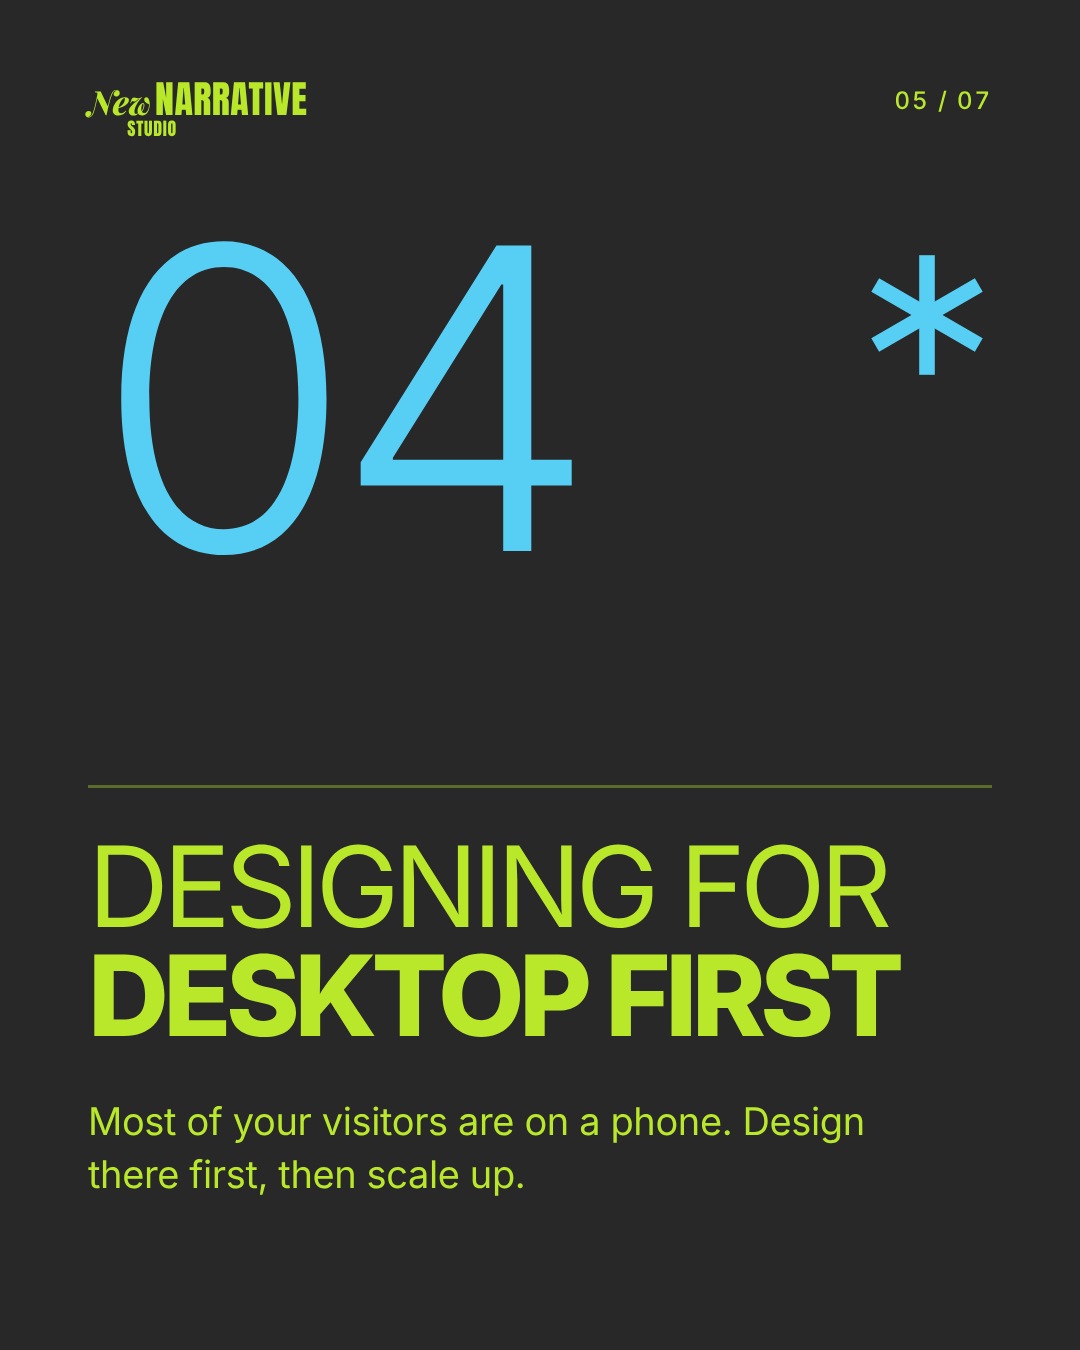 New NARRATIVE
STUDIO
05 / 07
04 *
DESIGNING FOR
DESKTOP FIRST
Most of your visitors are on a phone. Design
there first, then scale up.